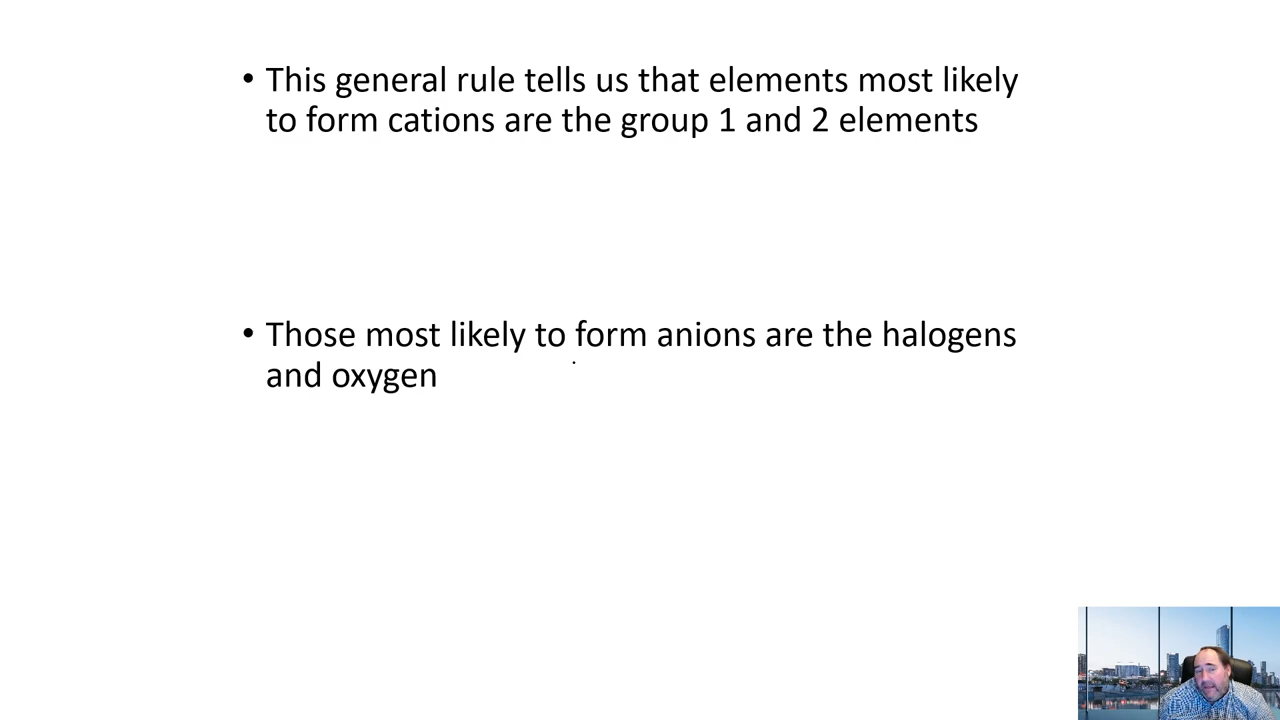 • This general rule tells us that elements most likely
to form cations are the group 1 and 2 elements
• Those most likely to form anions are the halogens
and oxygen